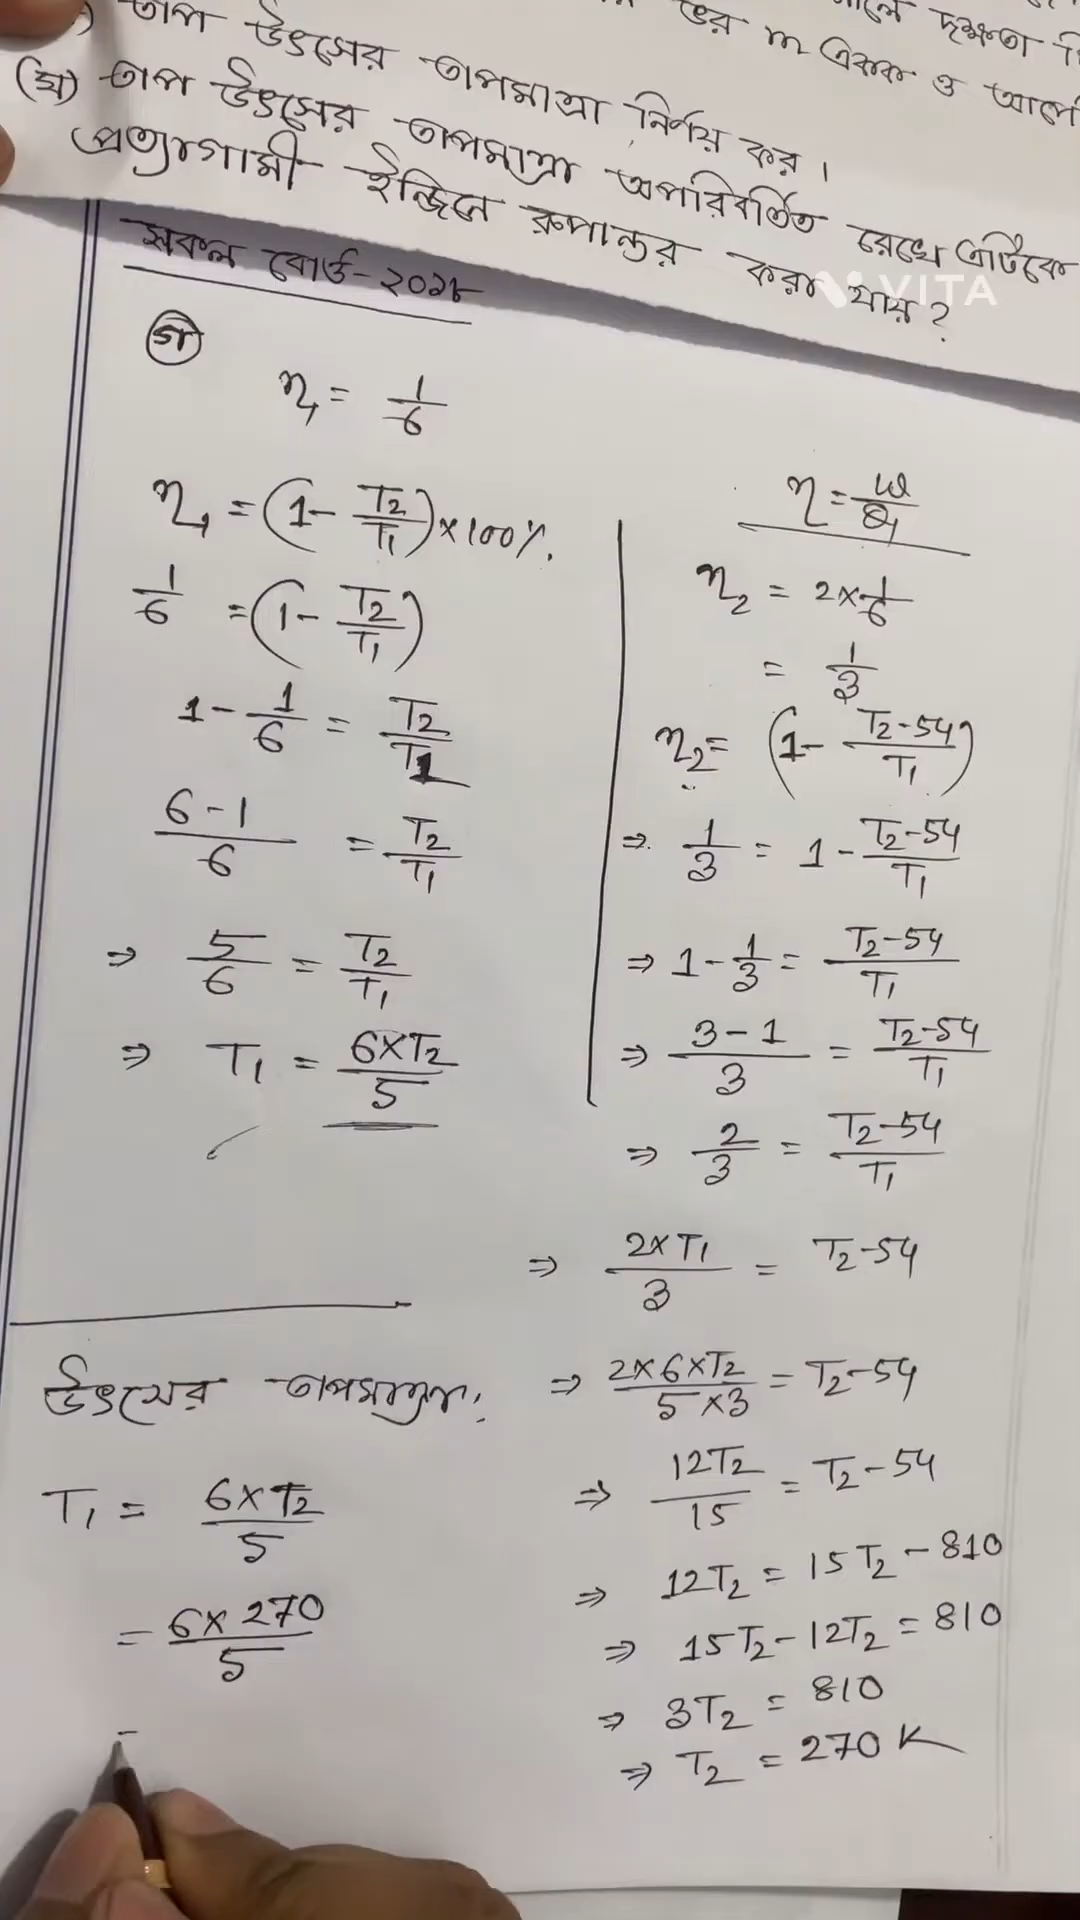 দক্ষতা
ভর m একক ও
তাপ উৎসের তাপমাত্রা নির্ণয় কর।
(ঘ) তাপ উৎসের তাপমাত্রা অপরিবর্তিত রেখে এটিকে
প্রত্যাগামী ইন্জিনে রুপান্তর করা যায় ?
VITA
সকল বোর্ড-২০১৮
গ
η₁ = 1/6
η₁ = (1 - T₂/T₁) × 100%.
1/6 = (1 - T₂/T₁)
1 - 1/6 = T₂/T₁
6 - 1/6 = T₂/T₁
⇒ 5/6 = T₂/T₁
⇒ T₁ = 6×T₂/5
η = W/Q₁
η₂ = 2×1/6
= 1/3
η₂ = (1 - T₂-54/T₁)
⇒ 1/3 = 1 - T₂-54/T₁
⇒ 1 - 1/3 = T₂-54/T₁
⇒ 3 - 1/3 = T₂-54/T₁
⇒ 2/3 = T₂-54/T₁
⇒ 2×T₁/3 = T₂-54
⇒ 2×6×T₂/5×3 = T₂-54
⇒ 12T₂/15 = T₂-54
⇒ 12T₂ = 15T₂ - 810
⇒ 15T₂ - 12T₂ = 810
⇒ 3T₂ = 810
⇒ T₂ = 270 K
উৎসের তাপমাত্রা,
T₁ = 6×T₂/5
= 6×270/5
=